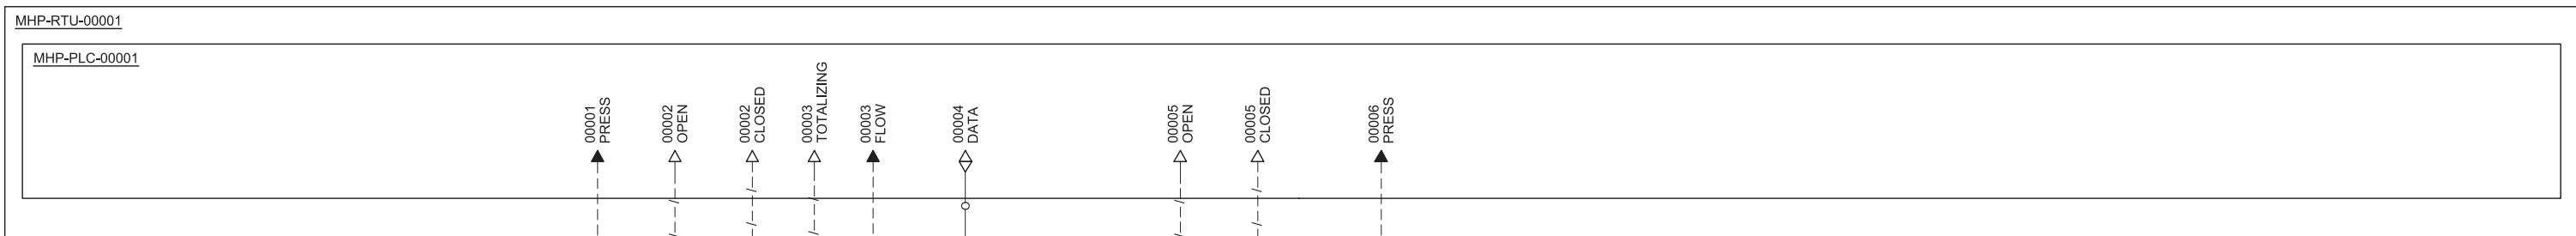 MHP-RTU-00001
MHP-PLC-00001
00001
PRESS
00002
OPEN
00002
CLOSED
00003
TOTALIZING
00003
FLOW
00004
DATA
00005
OPEN
00005
CLOSED
00006
PRESS